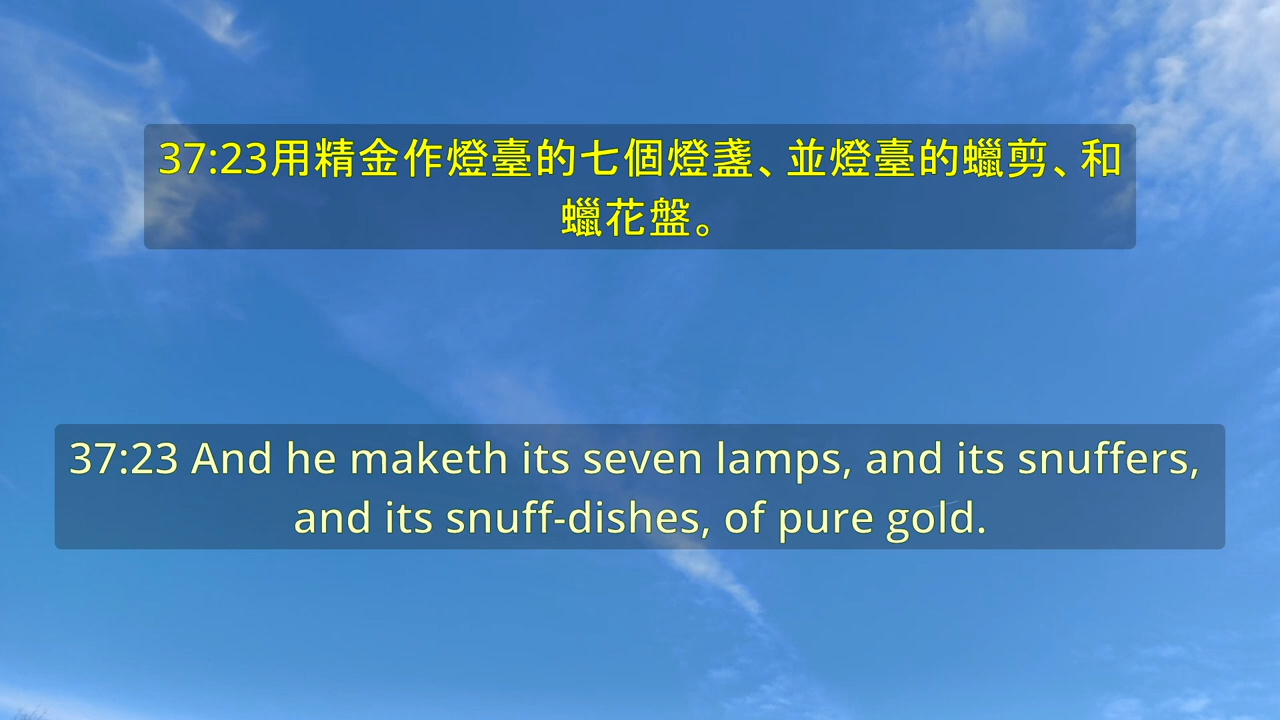 37:23用精金作燈臺的七個燈盞、並燈臺的蠟剪、和
蠟花盤。
37:23 And he maketh its seven lamps, and its snuffers,
and its snuff-dishes, of pure gold.